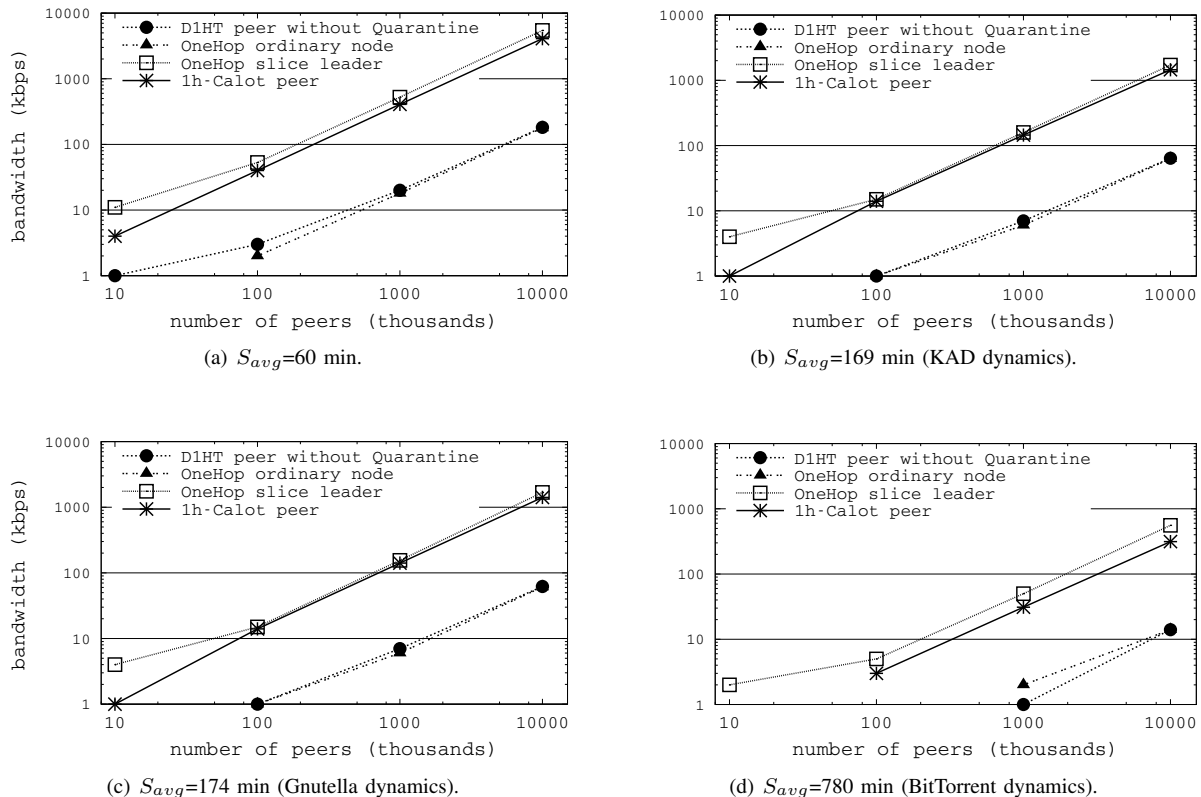 10000
1000
100
10
1
bandwidth (kbps)
D1HT peer without Quarantine
OneHop ordinary node
OneHop slice leader
1h-Calot peer
10 100 1000 10000
number of peers (thousands)
(a) Savg=60 min.
10000
1000
100
10
1
D1HT peer without Quarantine
OneHop ordinary node
OneHop slice leader
1h-Calot peer
10 100 1000 10000
number of peers (thousands)
(b) Savg=169 min (KAD dynamics).
10000
1000
100
10
1
bandwidth (kbps)
D1HT peer without Quarantine
OneHop ordinary node
OneHop slice leader
1h-Calot peer
10 100 1000 10000
number of peers (thousands)
(c) Savg=174 min (Gnutella dynamics).
10000
1000
100
10
1
D1HT peer without Quarantine
OneHop ordinary node
OneHop slice leader
1h-Calot peer
10 100 1000 10000
number of peers (thousands)
(d) Savg=780 min (BitTorrent dynamics).